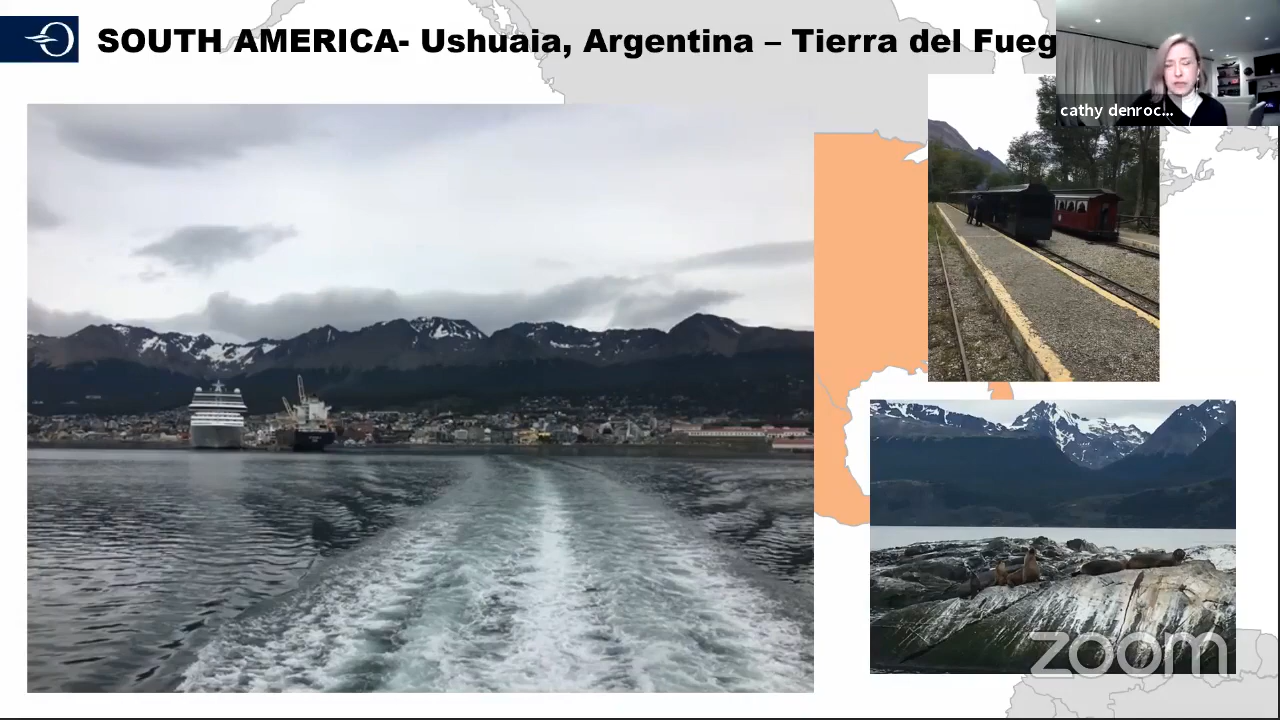 SOUTH AMERICA- Ushuaia, Argentina – Tierra del Fueg
cathy denroc...
zoom